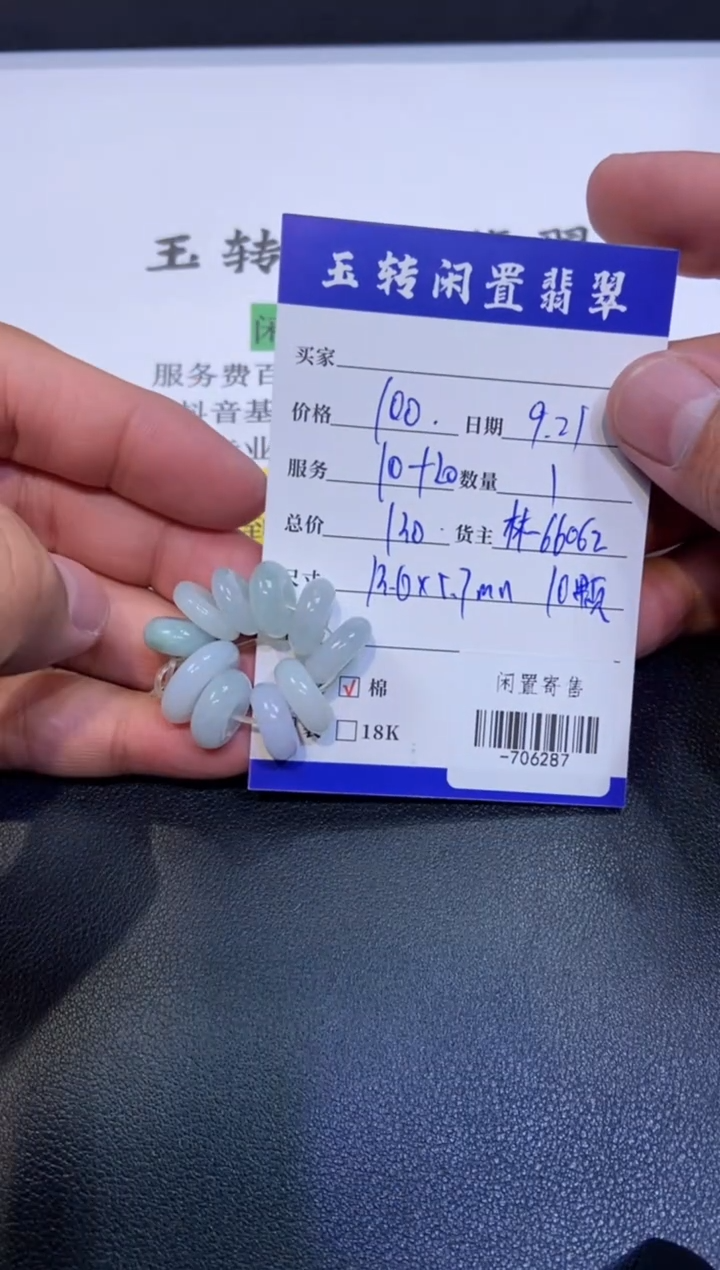 玉转
服务费百
抖音基
玉转闲置翡翠
买家
价格 100. 日期 9.21
服务 10+20 数量 1
总价 130. 货主 林-66062
尺寸 13.0x5.7mm 10颗
棉
18K
闲置寄售
-706287